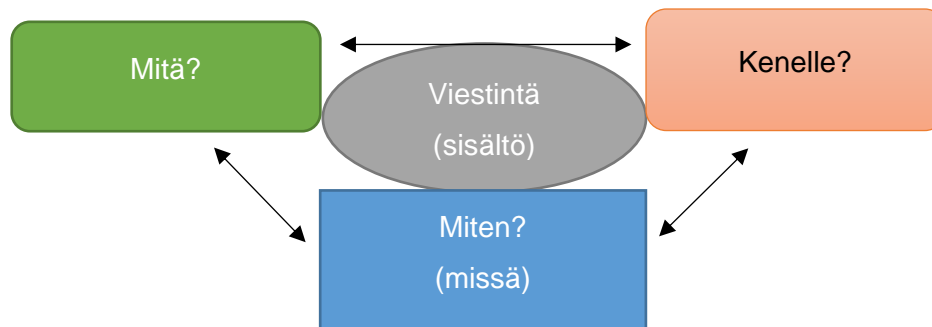 Mitä?
Kenelle?
Viestintä
(sisältö)
Miten?
(missä)